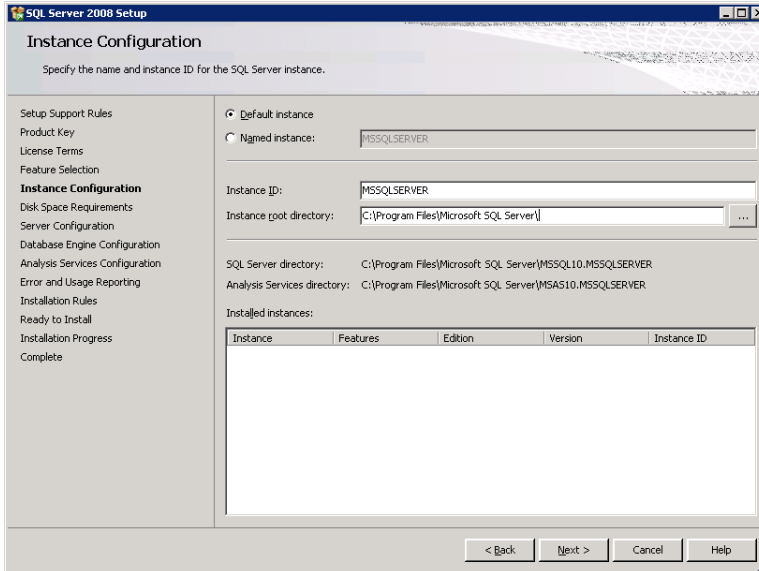 SQL Server 2008 Setup
Instance Configuration
Specify the name and instance ID for the SQL Server instance.
Setup Support Rules
Product Key
License Terms
Feature Selection
Instance Configuration
Disk Space Requirements
Server Configuration
Database Engine Configuration
Analysis Services Configuration
Error and Usage Reporting
Installation Rules
Ready to Install
Installation Progress
Complete
Default instance
Named instance: MSSQLSERVER
Instance ID: MSSQLSERVER
Instance root directory: C:\Program Files\Microsoft SQL Server\ ...
SQL Server directory: C:\Program Files\Microsoft SQL Server\MSSQL10.MSSQLSERVER
Analysis Services directory: C:\Program Files\Microsoft SQL Server\MSAS10.MSSQLSERVER
Installed instances:
Instance Features Edition Version Instance ID
< Back Next > Cancel Help